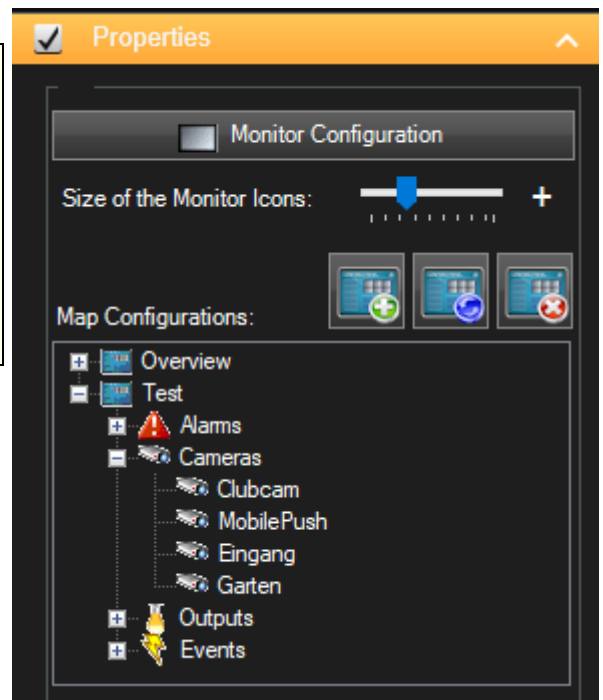 Properties
Monitor Configuration
Size of the Monitor Icons:
+
Map Configurations:
Overview
Test
Alarms
Cameras
Clubcam
MobilePush
Eingang
Garten
Outputs
Events